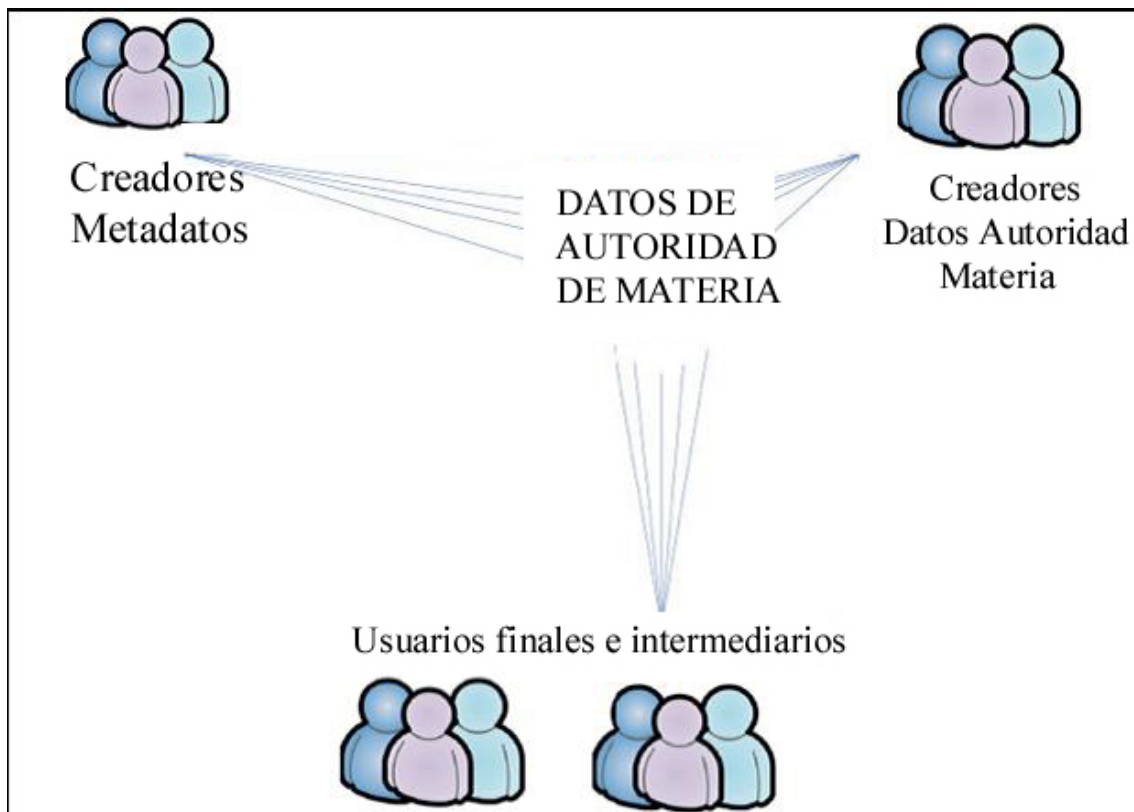 Creadores
Metadatos
DATOS DE
AUTORIDAD
DE MATERIA
Creadores
Datos Autoridad
Materia
Usuarios finales e intermediarios